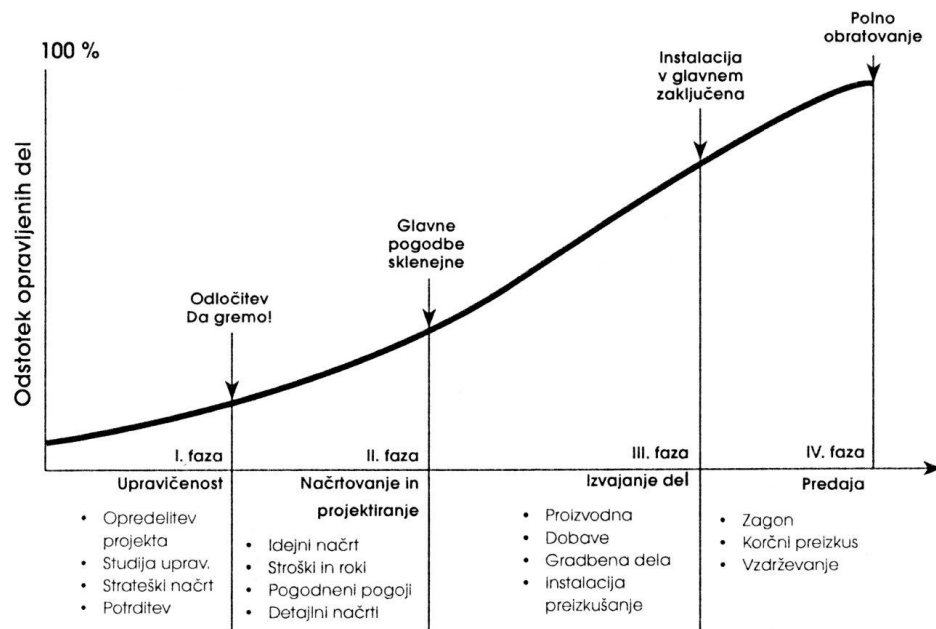 100 %
Polno
obratovanje
Instalacija
v glavnem
zaključena
Glavne
pogodbe
sklenejne
Odločitev
Da gremo!
Odstotek opravljenih del
I. faza
II. faza
III. faza
IV. faza
Upravičenost
• Opredelitev
projekta
• Studija uprav.
• Strateški načrt
• Potrditev
Načrtovanje in
projektiranje
• Idejni načrt
• Stroški in roki
• Pogodneni pogoji
• Detajlni načrti
Izvajanje del
• Proizvodna
• Dobave
• Gradbena dela
• instalacija
preizkušanje
Predaja
• Zagon
• Korčni preizkus
• Vzdrževanje